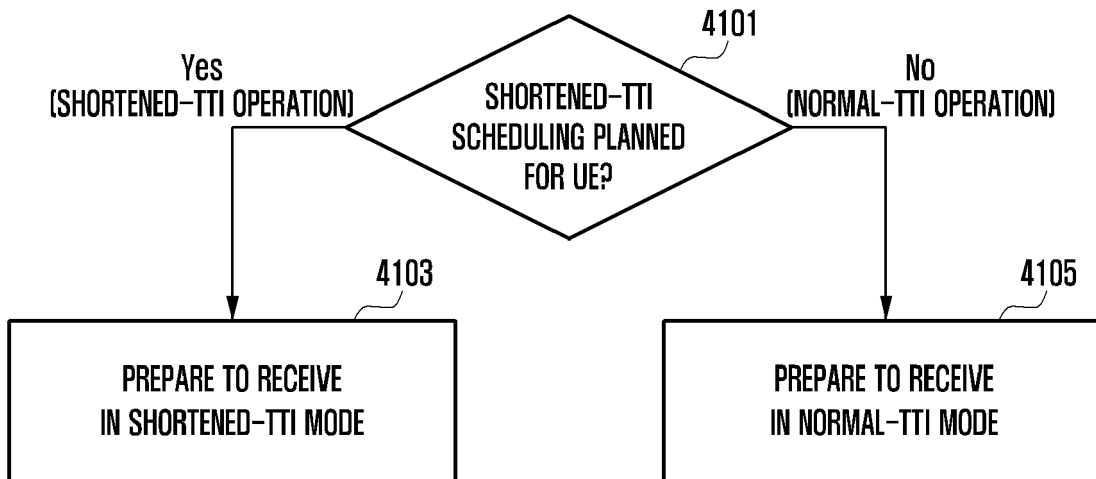 4101
Yes
(SHORTENED-TTI OPERATION)
SHORTENED-TTI
SCHEDULING PLANNED
FOR UE?
No
(NORMAL-TTI OPERATION)
4103
PREPARE TO RECEIVE
IN SHORTENED-TTI MODE
4105
PREPARE TO RECEIVE
IN NORMAL-TTI MODE